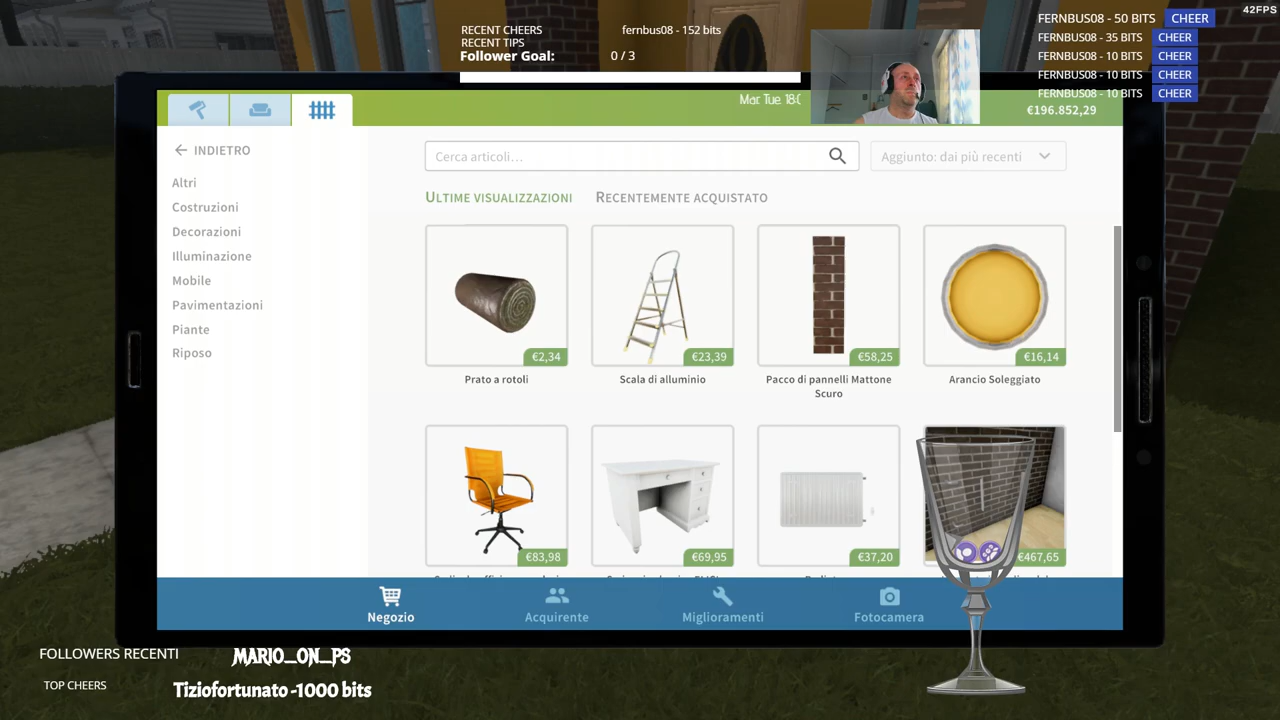 42FPS
RECENT CHEERS
fernbus08 - 152 bits
RECENT TIPS
Follower Goal:
0 / 3
FERNBUS08 - 50 BITS CHEER
FERNBUS08 - 35 BITS CHEER
FERNBUS08 - 10 BITS CHEER
FERNBUS08 - 10 BITS CHEER
FERNBUS08 - 10 BITS CHEER
Mar Tue 18:0
€196.852,29
INDIETRO
Altri
Costruzioni
Decorazioni
Illuminazione
Mobile
Pavimentazioni
Piante
Riposo
Cerca articoli...
Aggiunto: dai più recenti
ULTIME VISUALIZZAZIONI
RECENTEMENTE ACQUISTATO
€2,34
€23,39
€58,25
€16,14
Prato a rotoli
Scala di alluminio
Pacco di pannelli Mattone Scuro
Arancio Soleggiato
€83,98
€69,95
€37,20
€467,65
Negozio
Acquirente
Miglioramenti
Fotocamera
FOLLOWERS RECENTI
MARIO_ON_PS
TOP CHEERS
Tiziofortunato -1000 bits